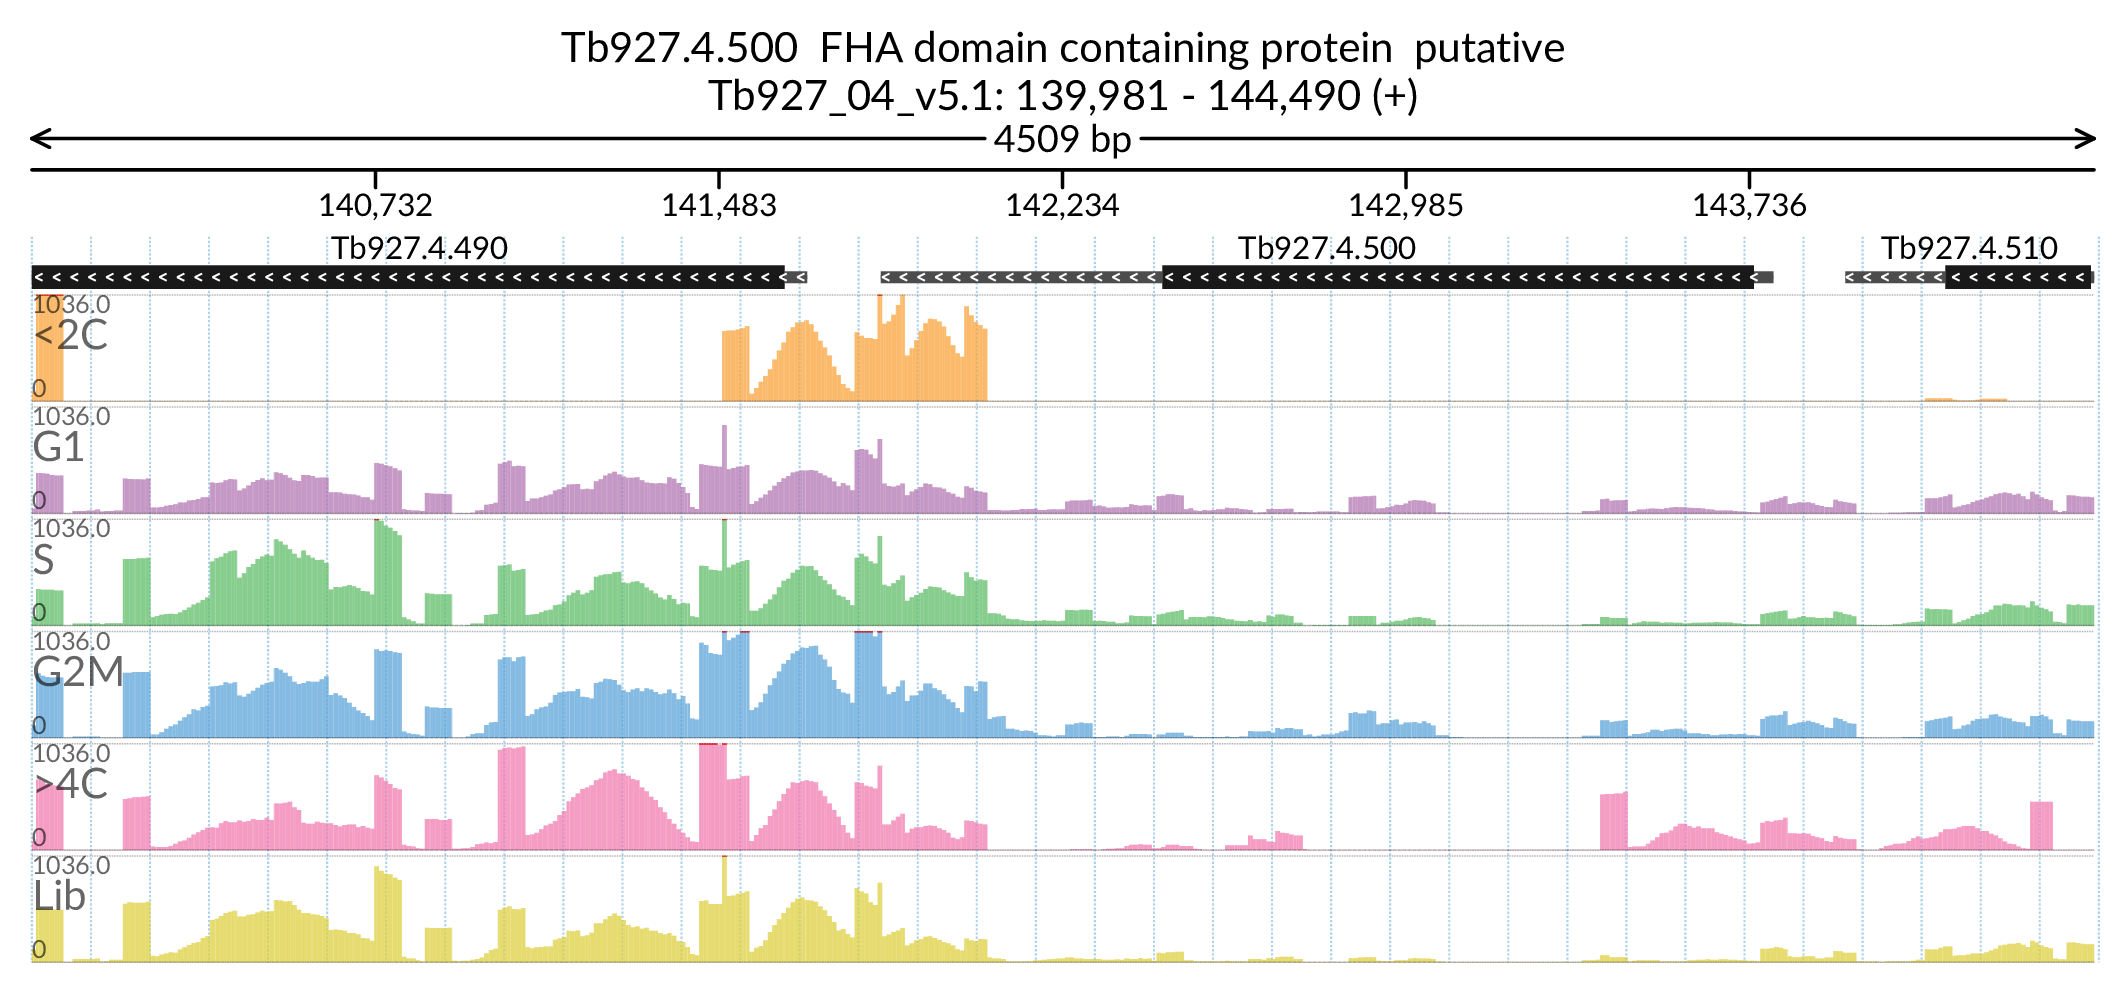 Tb927.4.500  FHA domain containing protein  putative
Tb927_04_v5.1: 139,981 - 144,490 (+)
4509 bp
140,732 141,483 142,234 142,985 143,736
Tb927.4.490 Tb927.4.500 Tb927.4.510
1036.0
<2C
0
1036.0
G1
0
1036.0
S
0
1036.0
G2M
0
1036.0
>4C
0
1036.0
Lib
0